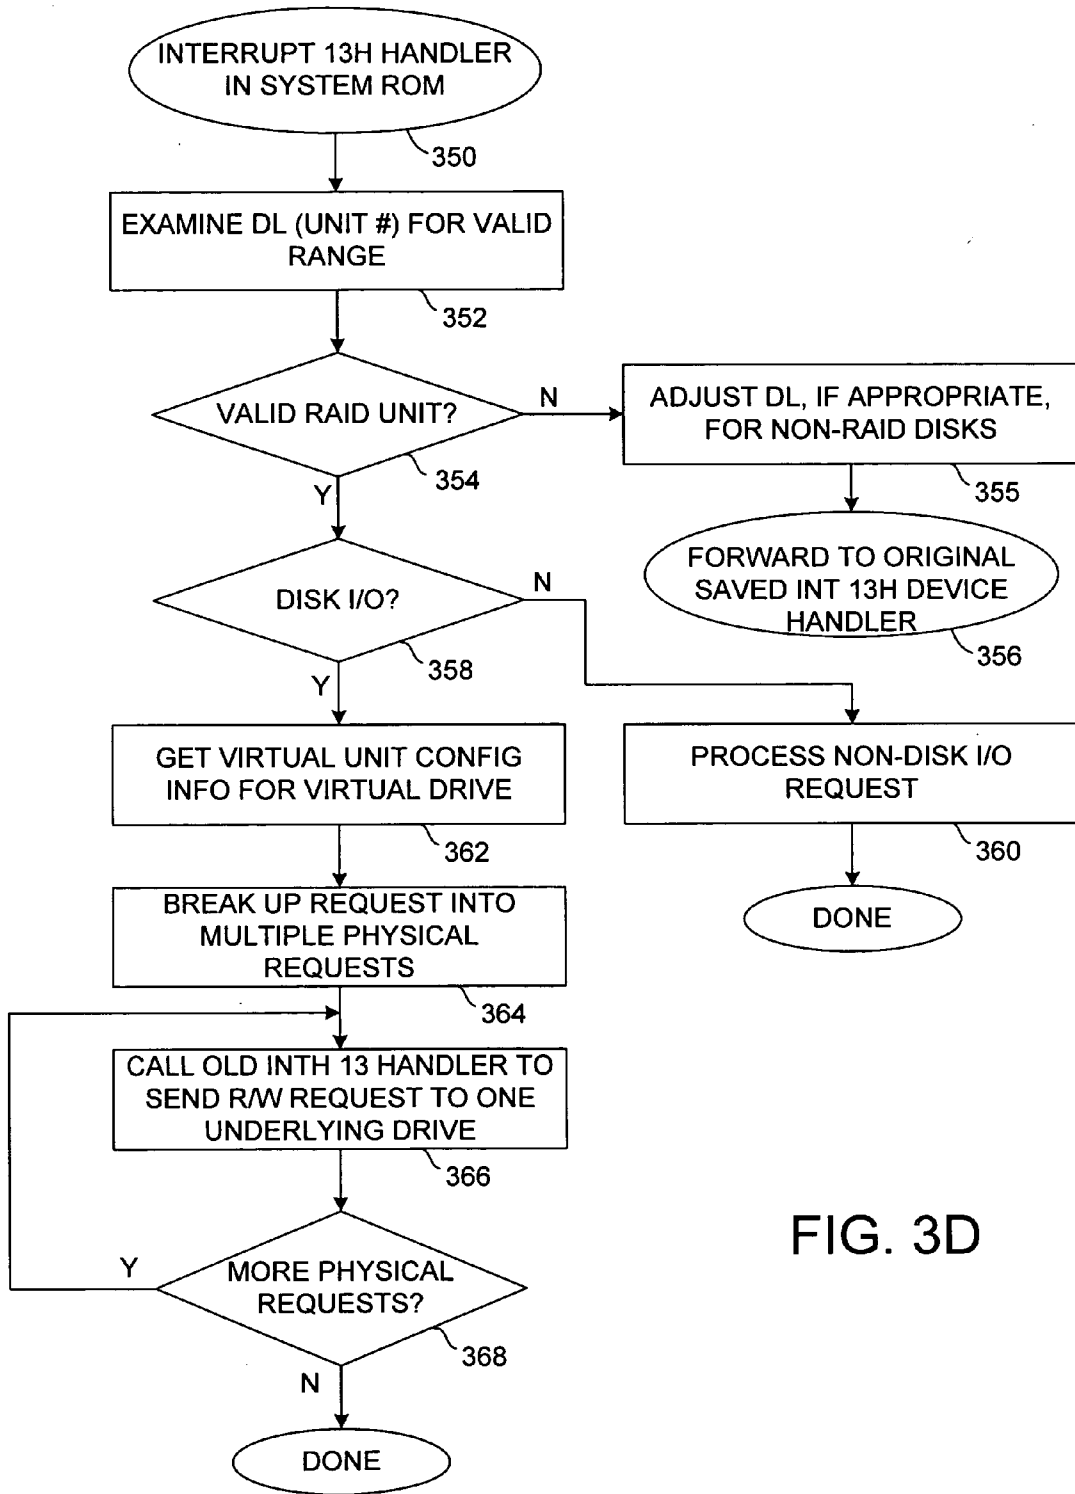 INTERRUPT 13H HANDLER
IN SYSTEM ROM
350
EXAMINE DL (UNIT #) FOR VALID
RANGE
352
VALID RAID UNIT?
N
354
Y
ADJUST DL, IF APPROPRIATE,
FOR NON-RAID DISKS
355
FORWARD TO ORIGINAL
SAVED INT 13H DEVICE
HANDLER
356
DISK I/O?
N
358
Y
GET VIRTUAL UNIT CONFIG
INFO FOR VIRTUAL DRIVE
362
PROCESS NON-DISK I/O
REQUEST
360
DONE
BREAK UP REQUEST INTO
MULTIPLE PHYSICAL
REQUESTS
364
CALL OLD INTH 13 HANDLER TO
SEND R/W REQUEST TO ONE
UNDERLYING DRIVE
366
MORE PHYSICAL
REQUESTS?
Y
368
N
DONE
FIG. 3D